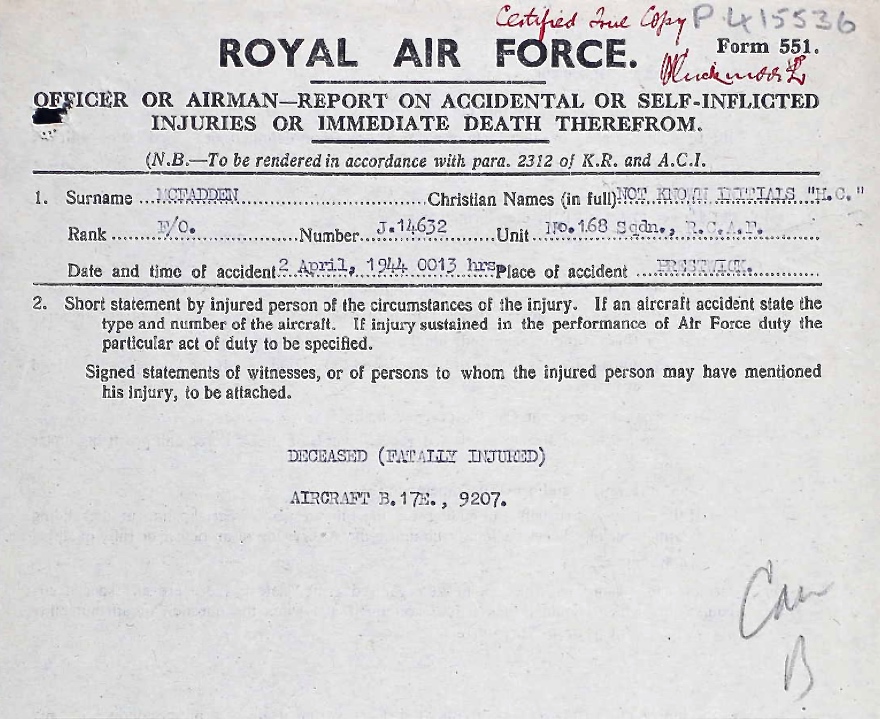 Certified True Copy P 415536
ROYAL AIR FORCE. Form 551.
OFFICER OR AIRMAN—REPORT ON ACCIDENTAL OR SELF-INFLICTED
INJURIES OR IMMEDIATE DEATH THEREFROM.
(N.B.—To be rendered in accordance with para. 2312 of K.R. and A.C.I.
1. Surname ...MCFADDEN...Christian Names (in full) NOT KNOWN INITIALS "H.C."
Rank ...F/O. ...Number...J.14632 ...Unit ...No.168 Sqdn., R.C.A.F.
Date and time of accident 2 April, 1944 0013 hrs Place of accident ...PRESTWICK.
2. Short statement by injured person of the circumstances of the injury. If an aircraft accident state the
type and number of the aircraft. If injury sustained in the performance of Air Force duty the
particular act of duty to be specified.
Signed statements of witnesses, or of persons to whom the injured person may have mentioned
his injury, to be attached.
DECEASED (FATALLY INJURED)
AIRCRAFT B.17E., 9207.
Can
B